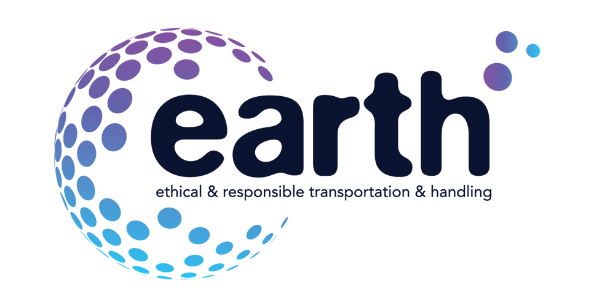 earth
ethical & responsible transportation & handling